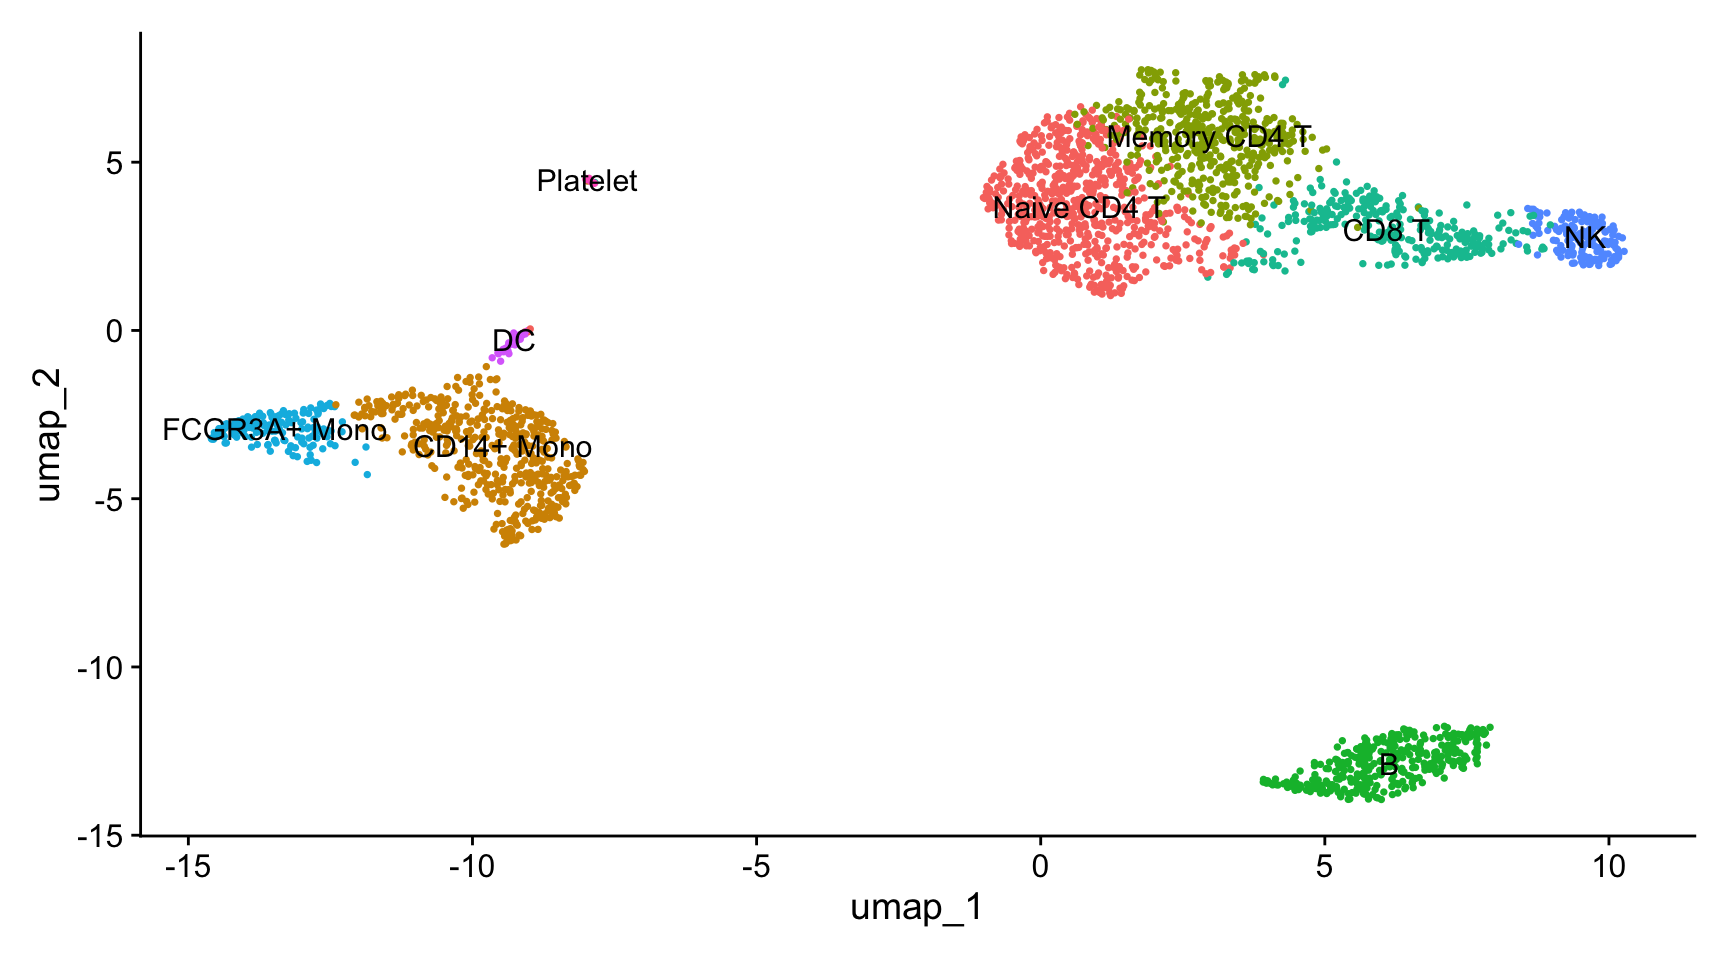 umap_2
5
0
-5
-10
-15
Memory CD4 T
Platelet
Naive CD4 T
CD8 T
NK
DC
FCGR3A+ Mono
CD14+ Mono
B
-15
-10
-5
0
5
10
umap_1